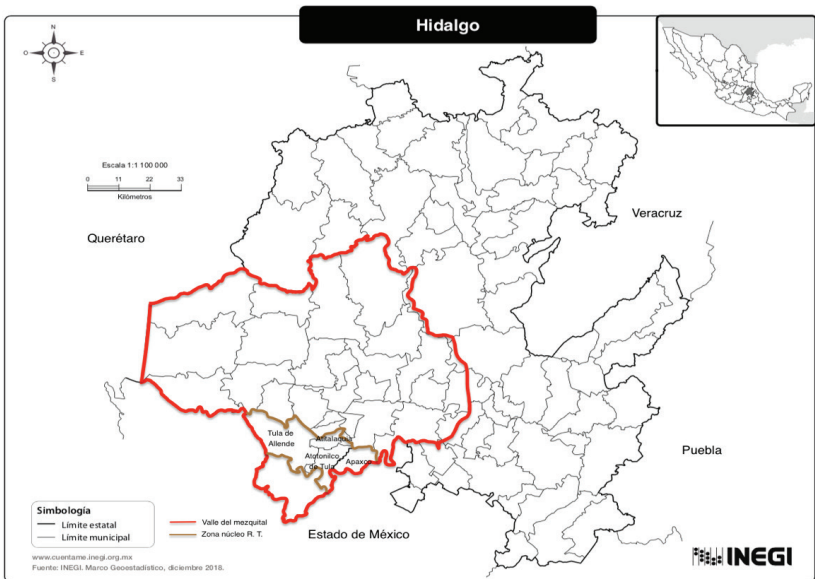 Hidalgo
N
O
E
S
Escala 1:1 100 000
0 11 22 33
Kilómetros
Querétaro
Veracruz
Tula de
Allende
Atitalaquia
Atotonilco
de Tula
Apaxco
Puebla
Estado de México
Simbología
Límite estatal
Límite municipal
Valle del mezquital
Zona núcleo R. T.
www.cuentame.inegi.org.mx
Fuente: INEGI. Marco Geoestadístico, diciembre 2018.
INEGI